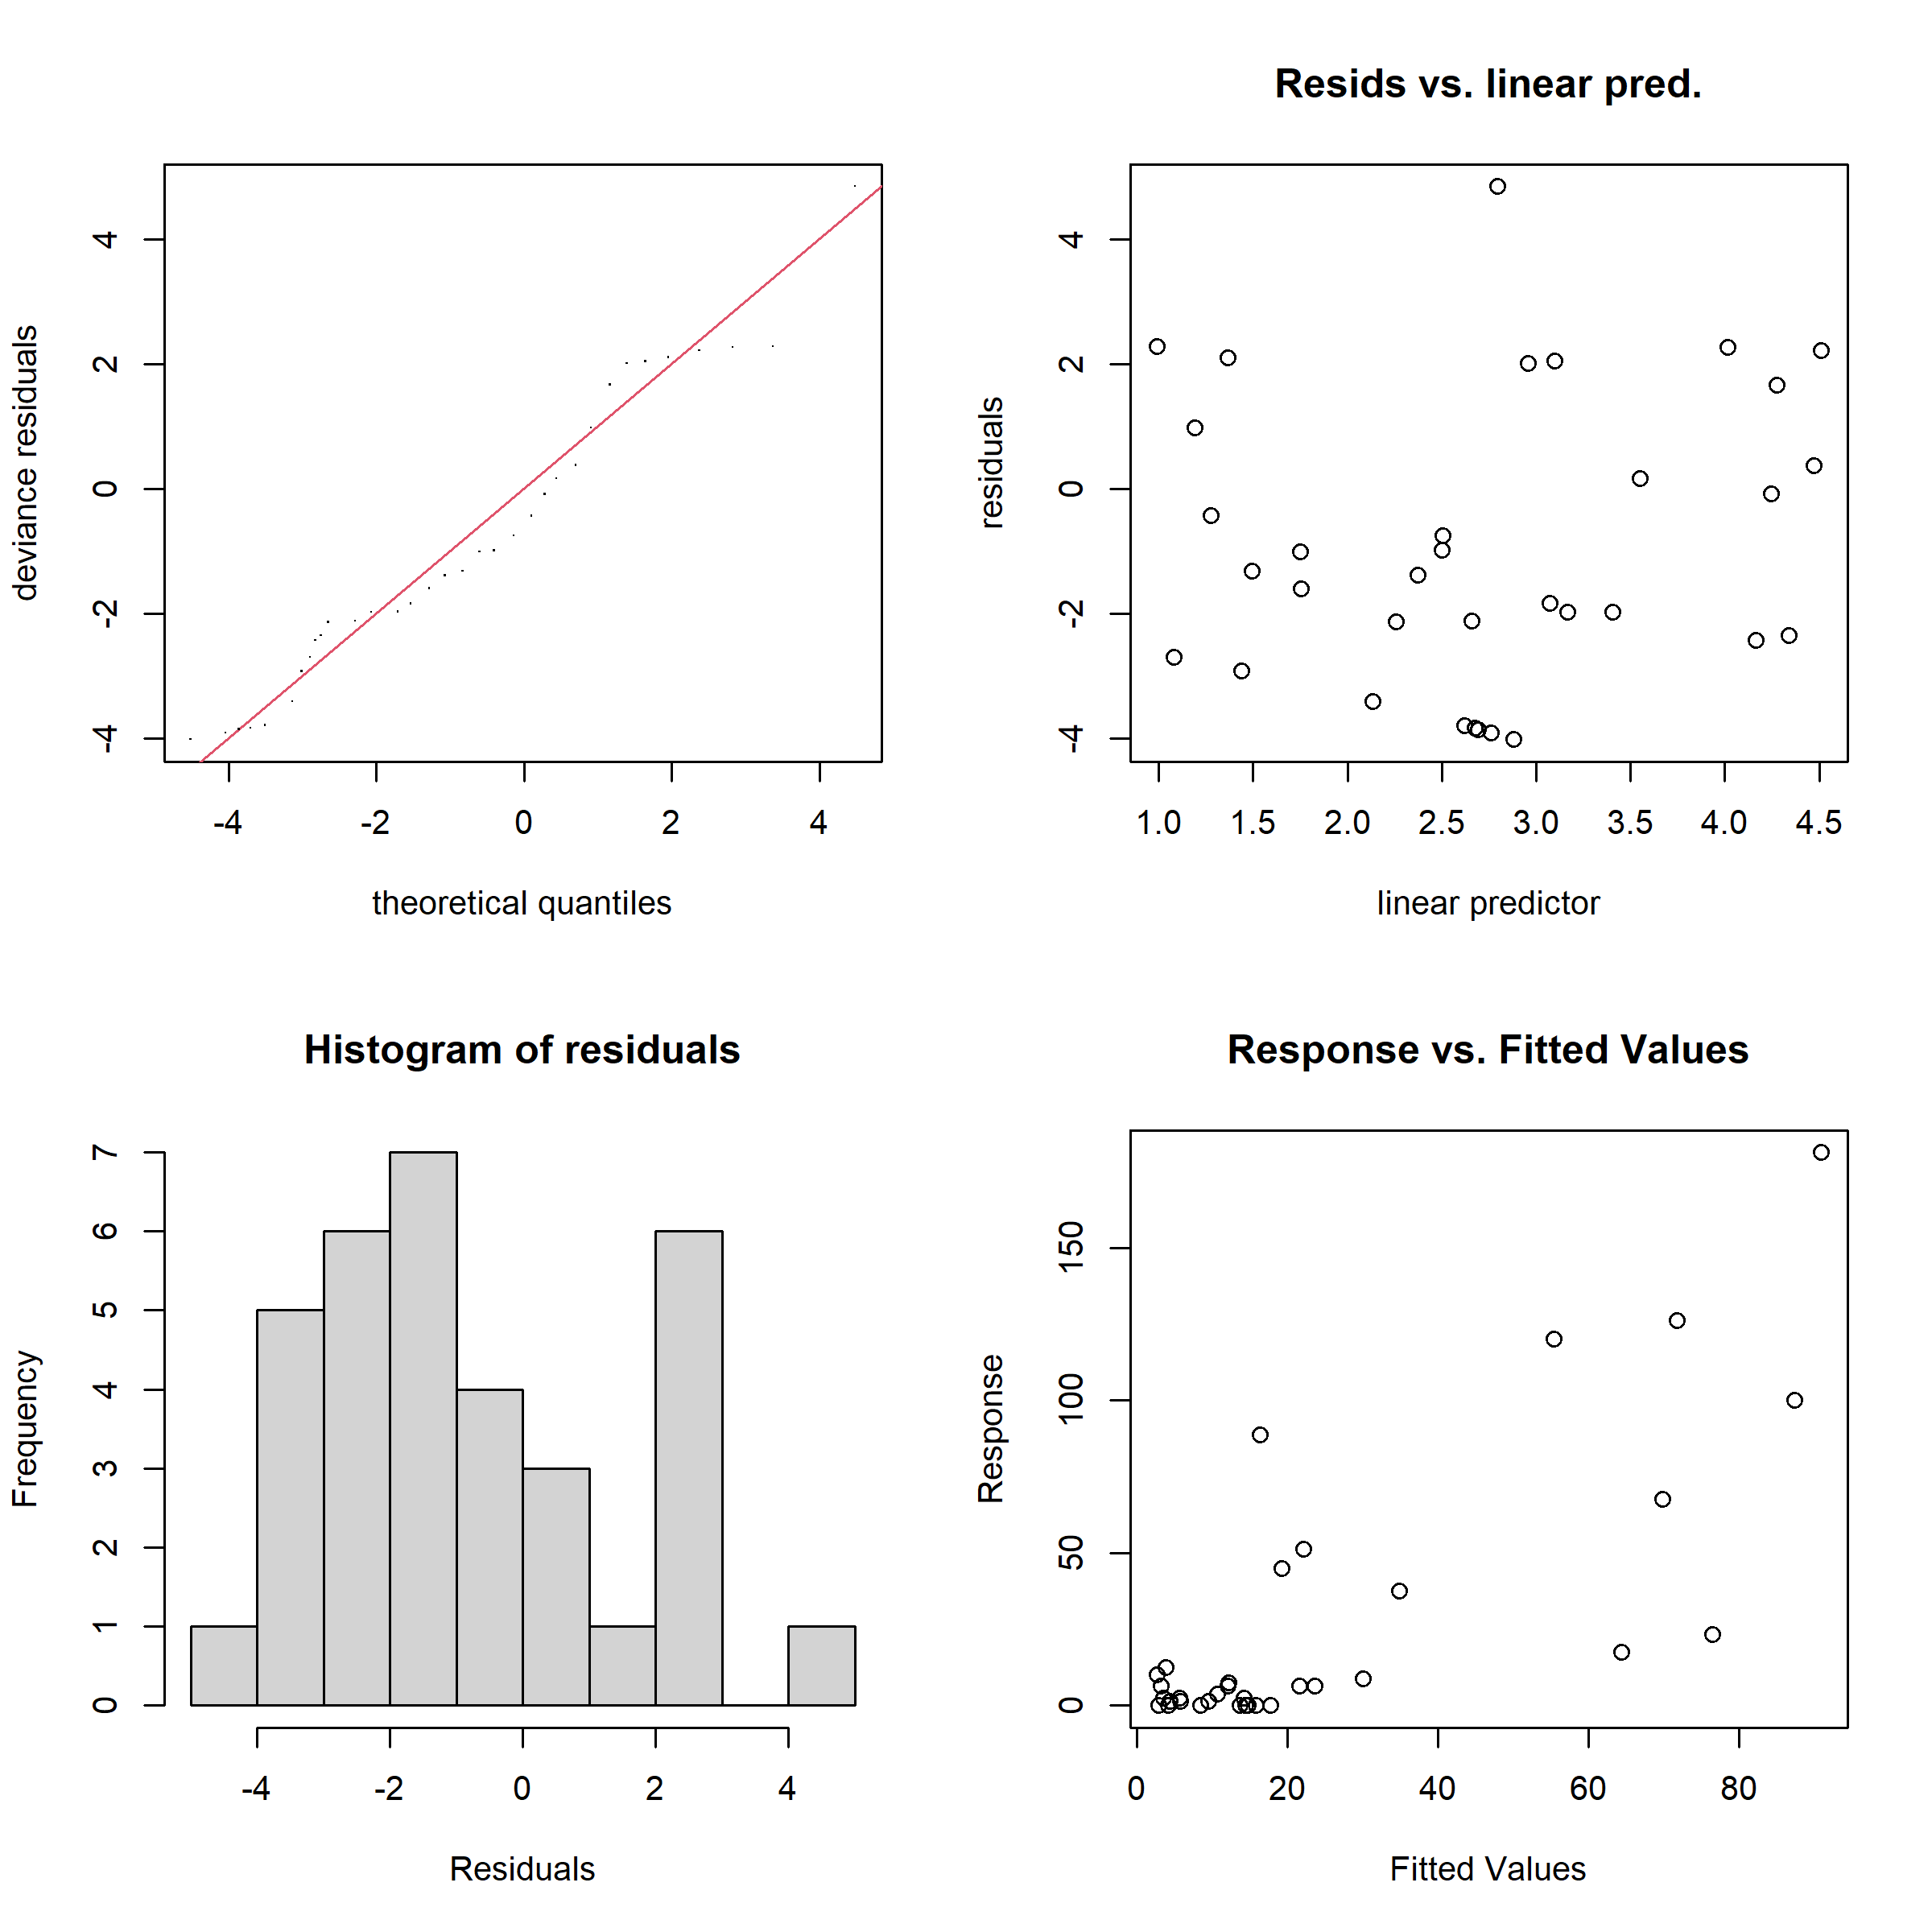 deviance residuals
4
2
0
-2
-4
-4 -2 0 2 4
theoretical quantiles
Resids vs. linear pred.
residuals
4
2
0
-2
-4
1.0 1.5 2.0 2.5 3.0 3.5 4.0 4.5
linear predictor
Histogram of residuals
Frequency
7
6
5
4
3
2
1
0
-4 -2 0 2 4
Residuals
Response vs. Fitted Values
Response
150
100
50
0
0 20 40 60 80
Fitted Values